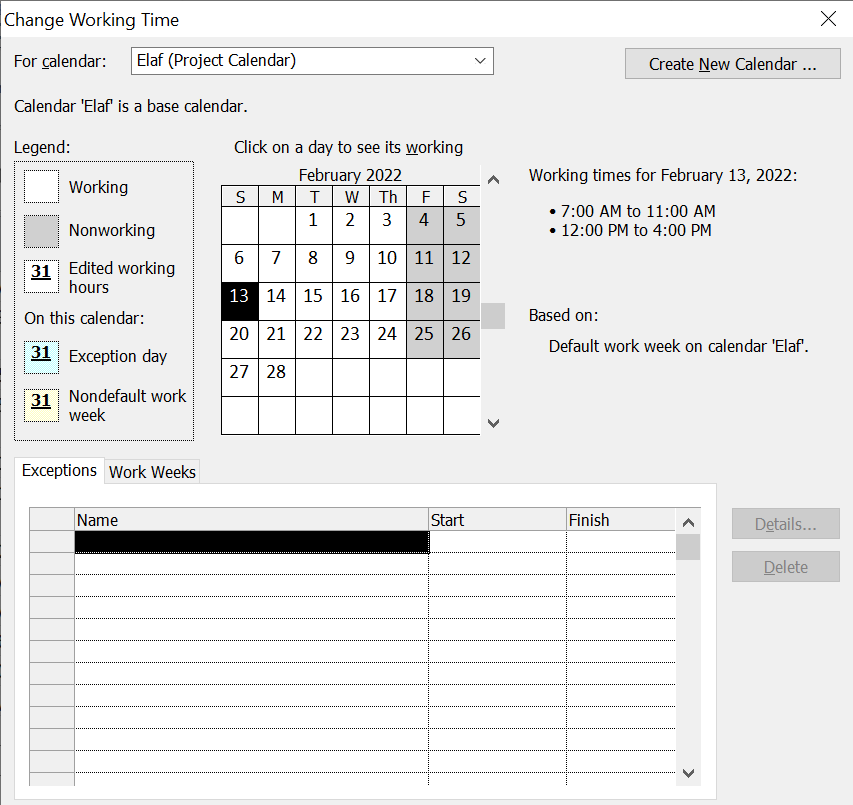 Change Working Time
For calendar:
Elaf (Project Calendar)
Create New Calendar ...
Calendar 'Elaf' is a base calendar.
Legend:
Working
Nonworking
31 Edited working
hours
On this calendar:
31 Exception day
31 Nondefault work
week
Click on a day to see its working
February 2022
S M T W Th F S
1 2 3 4 5
6 7 8 9 10 11 12
13 14 15 16 17 18 19
20 21 22 23 24 25 26
27 28
Working times for February 13, 2022:
• 7:00 AM to 11:00 AM
• 12:00 PM to 4:00 PM
Based on:
Default work week on calendar 'Elaf'.
Exceptions Work Weeks
Name Start Finish
Details...
Delete